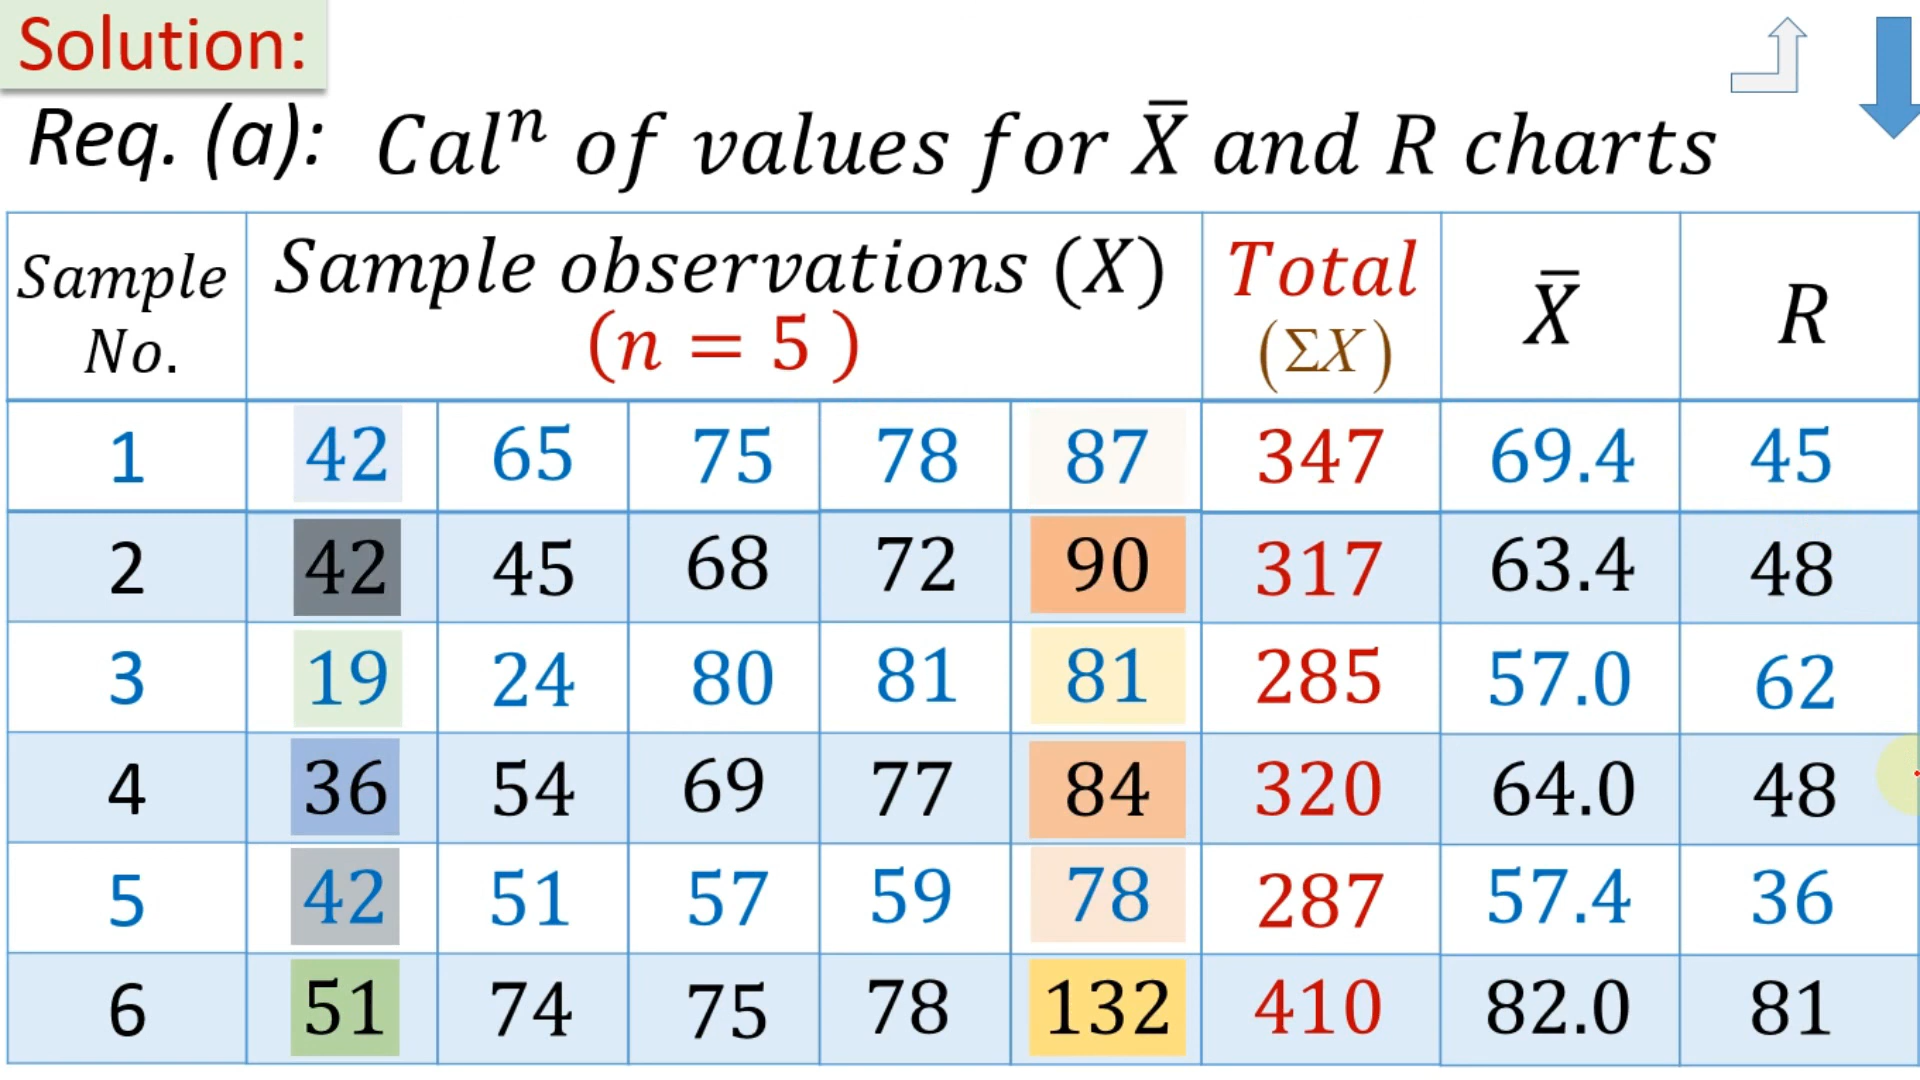 Solution:
Req. (a): Calⁿ of values for X̄ and R charts
Sample No. Sample observations (X) (n = 5 ) Total (ΣX) X̄ R
1 42 65 75 78 87 347 69.4 45
2 42 45 68 72 90 317 63.4 48
3 19 24 80 81 81 285 57.0 62
4 36 54 69 77 84 320 64.0 48
5 42 51 57 59 78 287 57.4 36
6 51 74 75 78 132 410 82.0 81